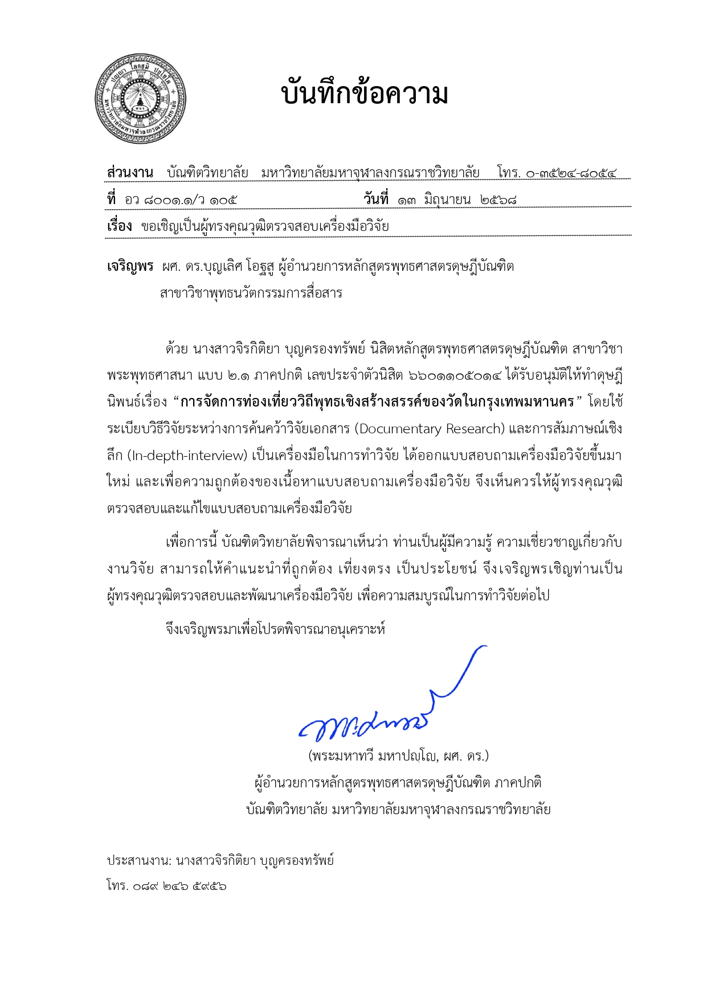 ปญฺญา โลกสฺมิ ปชฺโชโต
มหาวิทยาลัยมหาจุฬาลงกรณราชวิทยาลัย
บันทึกข้อความ
ส่วนงาน บัณฑิตวิทยาลัย มหาวิทยาลัยมหาจุฬาลงกรณราชวิทยาลัย โทร. ๐-๓๕๒๔-๘๐๕๔
ที่ อว ๘๐๐๑.๑/ว ๑๐๕ วันที่ ๑๓ มิถุนายน ๒๕๖๘
เรื่อง ขอเชิญเป็นผู้ทรงคุณวุฒิตรวจสอบเครื่องมือวิจัย
เจริญพร ผศ. ดร.บุญเลิศ โอฐสู ผู้อำนวยการหลักสูตรพุทธศาสตรดุษฎีบัณฑิต
สาขาวิชาพุทธนวัตกรรมการสื่อสาร
ด้วย นางสาวจิรกิติยา บุญครองทรัพย์ นิสิตหลักสูตรพุทธศาสตรดุษฎีบัณฑิต สาขาวิชา
พระพุทธศาสนา แบบ ๒.๑ ภาคปกติ เลขประจำตัวนิสิต ๖๖๐๑๑๐๕๐๑๔ ได้รับอนุมัติให้ทำดุษฎี
นิพนธ์เรื่อง “การจัดการท่องเที่ยววิถีพุทธเชิงสร้างสรรค์ของวัดในกรุงเทพมหานคร” โดยใช้
ระเบียบวิธีวิจัยระหว่างการค้นคว้าวิจัยเอกสาร (Documentary Research) และการสัมภาษณ์เชิง
ลึก (In-depth-interview) เป็นเครื่องมือในการทำวิจัย ได้ออกแบบสอบถามเครื่องมือวิจัยขึ้นมา
ใหม่ และเพื่อความถูกต้องของเนื้อหาแบบสอบถามเครื่องมือวิจัย จึงเห็นควรให้ผู้ทรงคุณวุฒิ
ตรวจสอบและแก้ไขแบบสอบถามเครื่องมือวิจัย
เพื่อการนี้ บัณฑิตวิทยาลัยพิจารณาเห็นว่า ท่านเป็นผู้มีความรู้ ความเชี่ยวชาญเกี่ยวกับ
งานวิจัย สามารถให้คำแนะนำที่ถูกต้อง เที่ยงตรง เป็นประโยชน์ จึงเจริญพรเชิญท่านเป็น
ผู้ทรงคุณวุฒิตรวจสอบและพัฒนาเครื่องมือวิจัย เพื่อความสมบูรณ์ในการทำวิจัยต่อไป
จึงเจริญพรมาเพื่อโปรดพิจารณาอนุเคราะห์
(พระมหาทวี มหาปญฺโญ, ผศ. ดร.)
ผู้อำนวยการหลักสูตรพุทธศาสตรดุษฎีบัณฑิต ภาคปกติ
บัณฑิตวิทยาลัย มหาวิทยาลัยมหาจุฬาลงกรณราชวิทยาลัย
ประสานงาน: นางสาวจิรกิติยา บุญครองทรัพย์
โทร. ๐๘๙ ๒๔๖ ๕๙๕๖